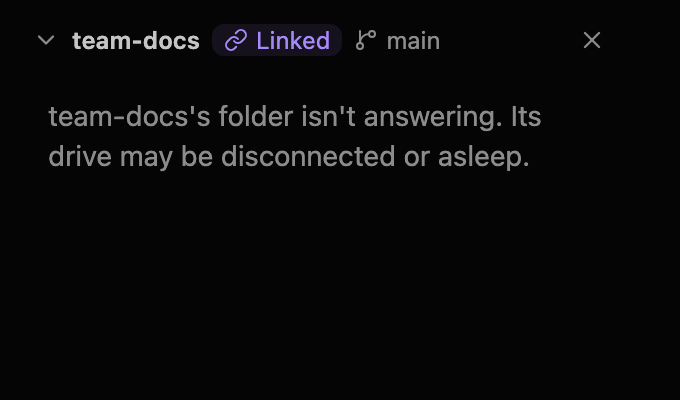 team-docs Linked main
team-docs's folder isn't answering. Its
drive may be disconnected or asleep.